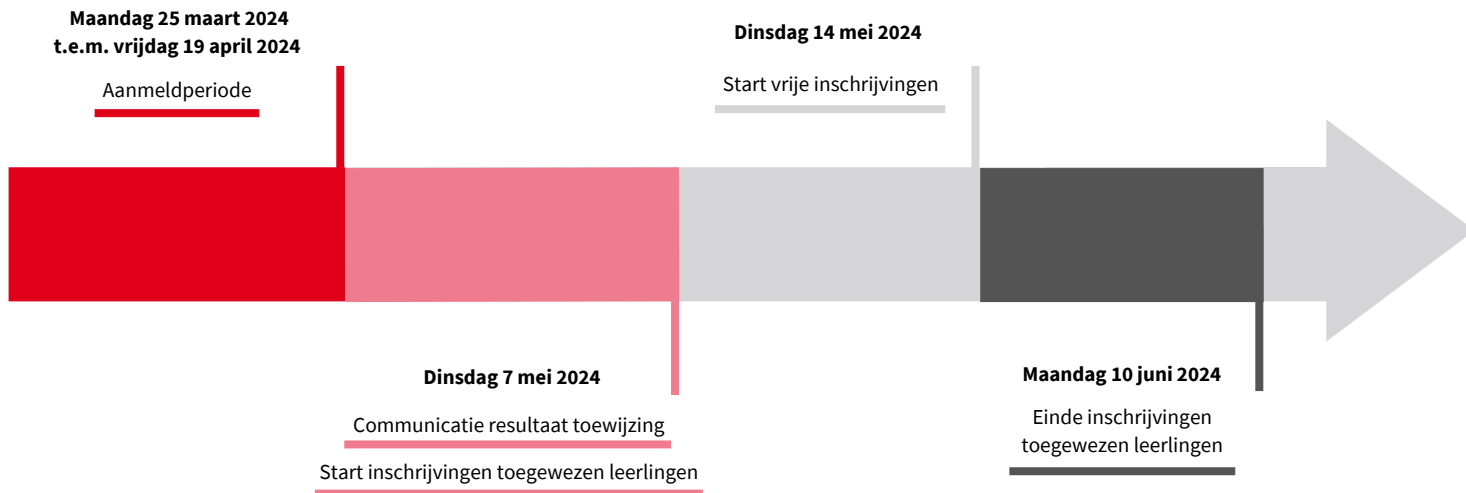 Maandag 25 maart 2024
t.e.m. vrijdag 19 april 2024
Aanmeldperiode
Dinsdag 14 mei 2024
Start vrije inschrijvingen
Dinsdag 7 mei 2024
Communicatie resultaat toewijzing
Start inschrijvingen toegewezen leerlingen
Maandag 10 juni 2024
Einde inschrijvingen
toegewezen leerlingen